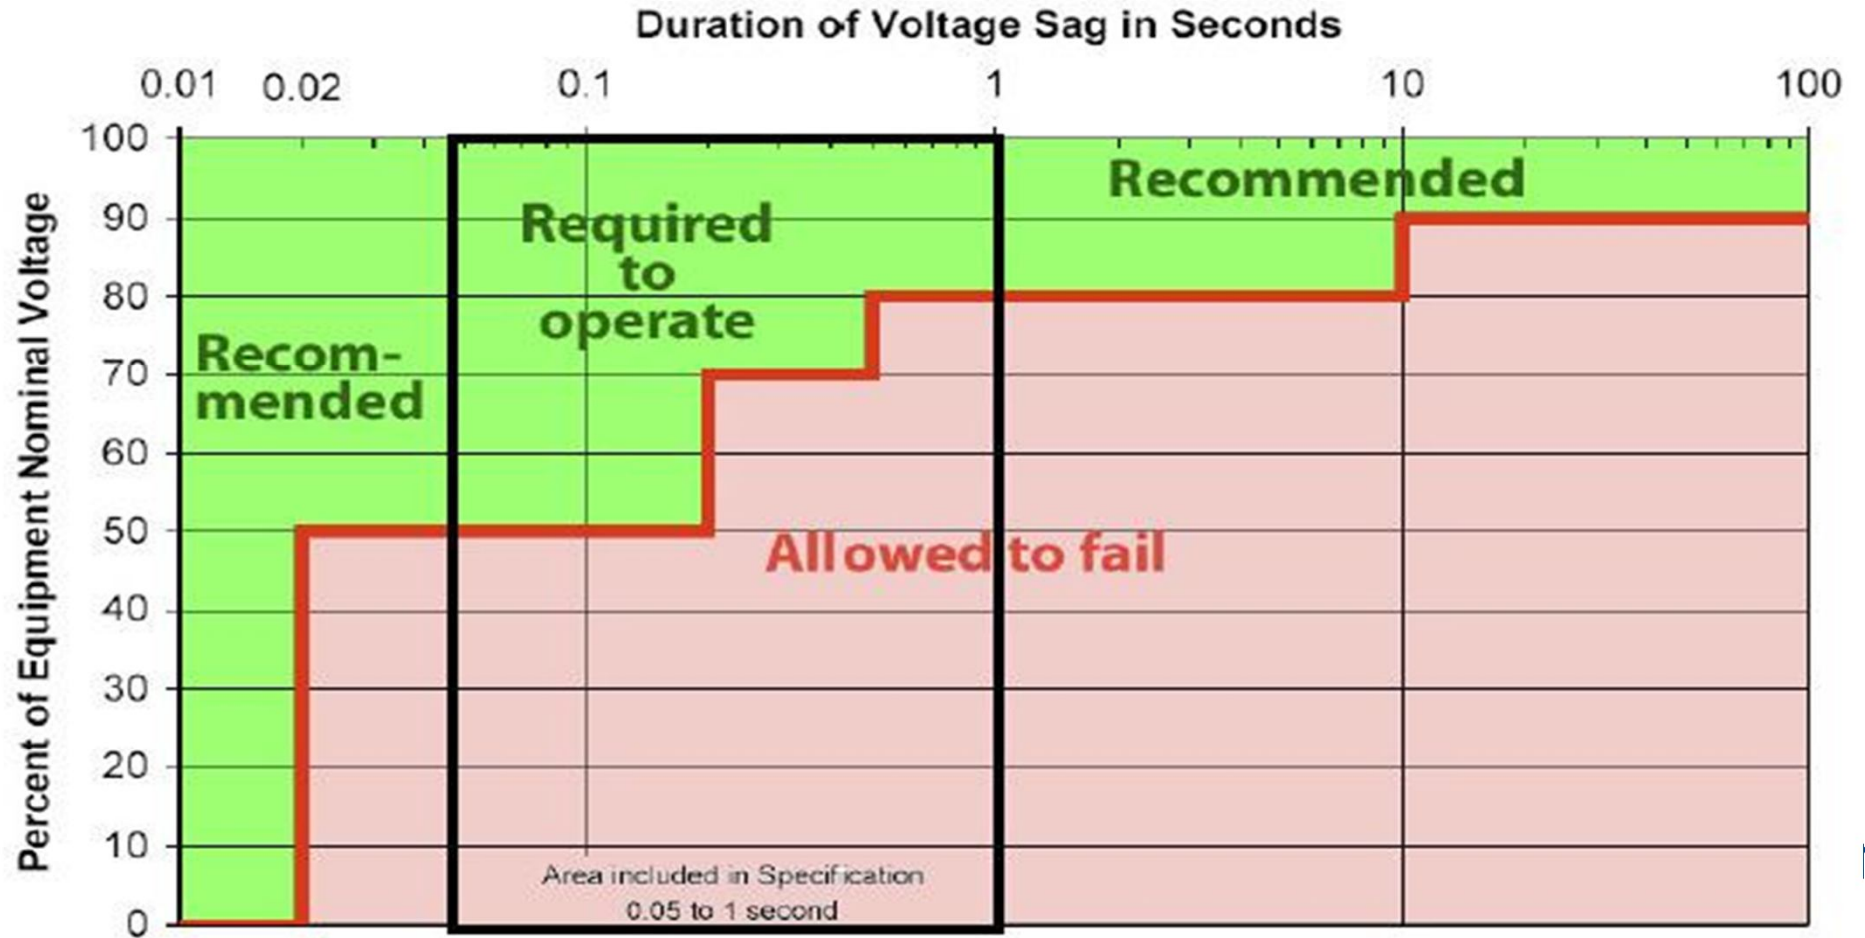 Duration of Voltage Sag in Seconds
0.01 0.02 0.1 1 10 100
Percent of Equipment Nominal Voltage
100
90
80
70
60
50
40
30
20
10
0
Recommended
Required
to
operate
Recom-
mended
Allowed to fail
Area included in Specification
0.05 to 1 second